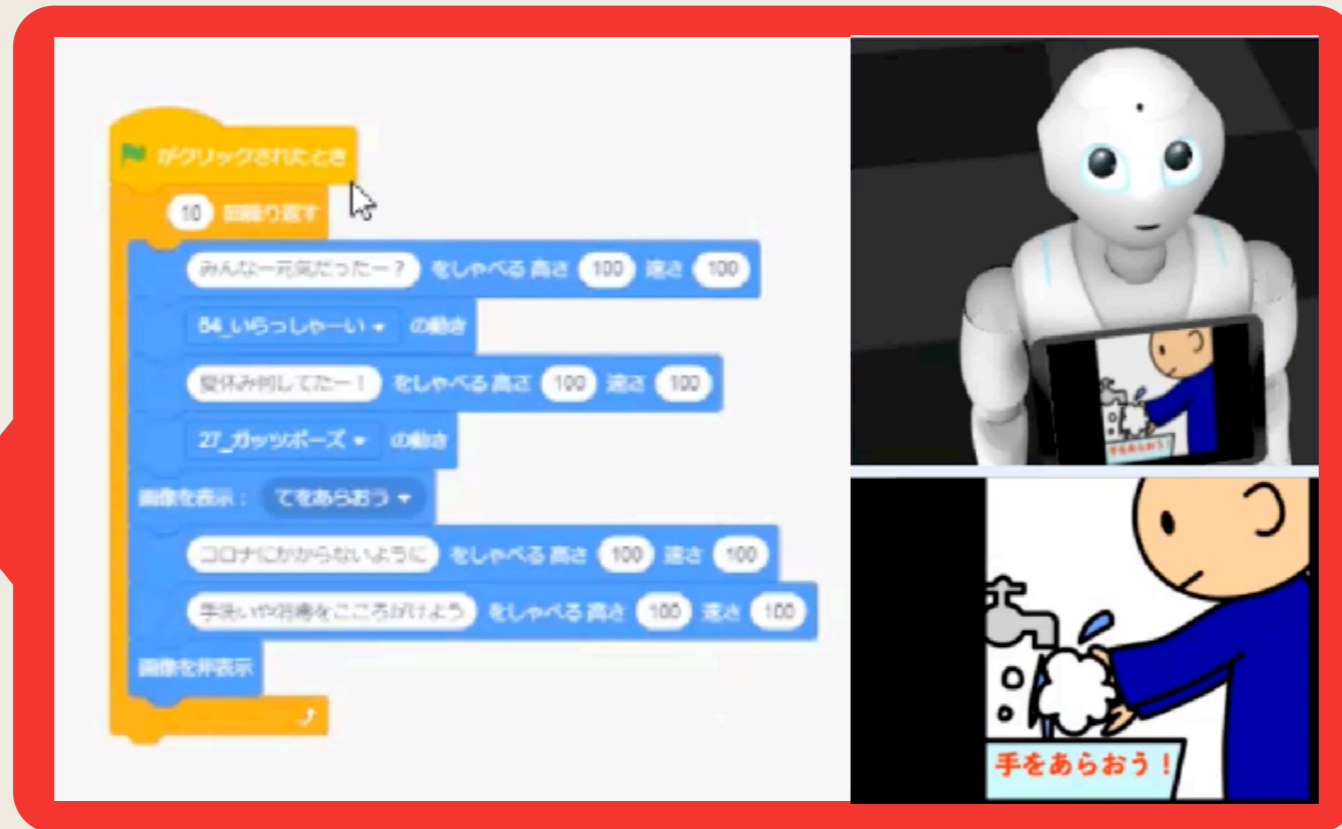 がクリックされたとき
10 回繰り返す
みんなー元気だったー? をしゃべる 高さ 100 速さ 100
84_いらっしゃーい の動き
夏休み何してたー! をしゃべる 高さ 100 速さ 100
27_ガッツポーズ の動き
画像を表示: てをあらおう
コロナにかからないように をしゃべる 高さ 100 速さ 100
手洗いや消毒をこころがけよう をしゃべる 高さ 100 速さ 100
画像を非表示
手をあらおう!
手をあらおう!